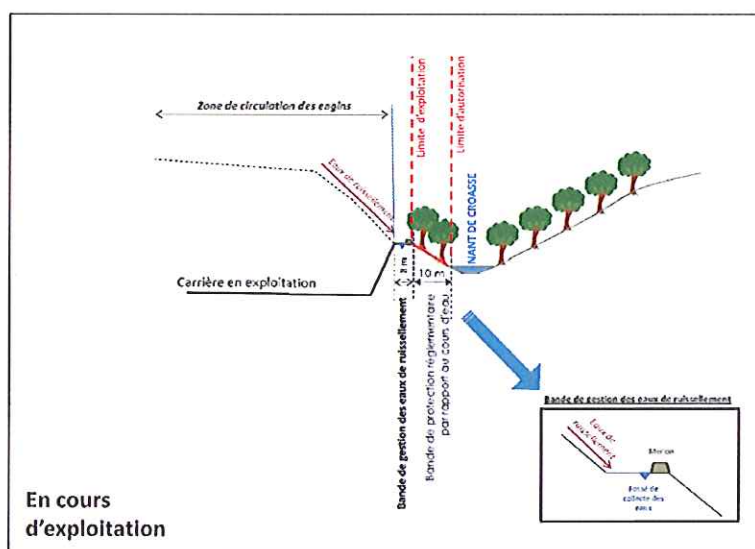 Zone de circulation des engins
Limite d'exploitation
Limite d'autorisation
Eaux de ruissellement
NANT DE CROASSE
Carrière en exploitation
10 m
Bande de gestion des eaux de ruissellement
Bande de protection réglementaire
par rapport au cours d'eau
Bande de gestion des eaux de ruissellement
Eaux de
ruissellement
Merlon
Fossé de
collecte des
eaux
En cours
d'exploitation